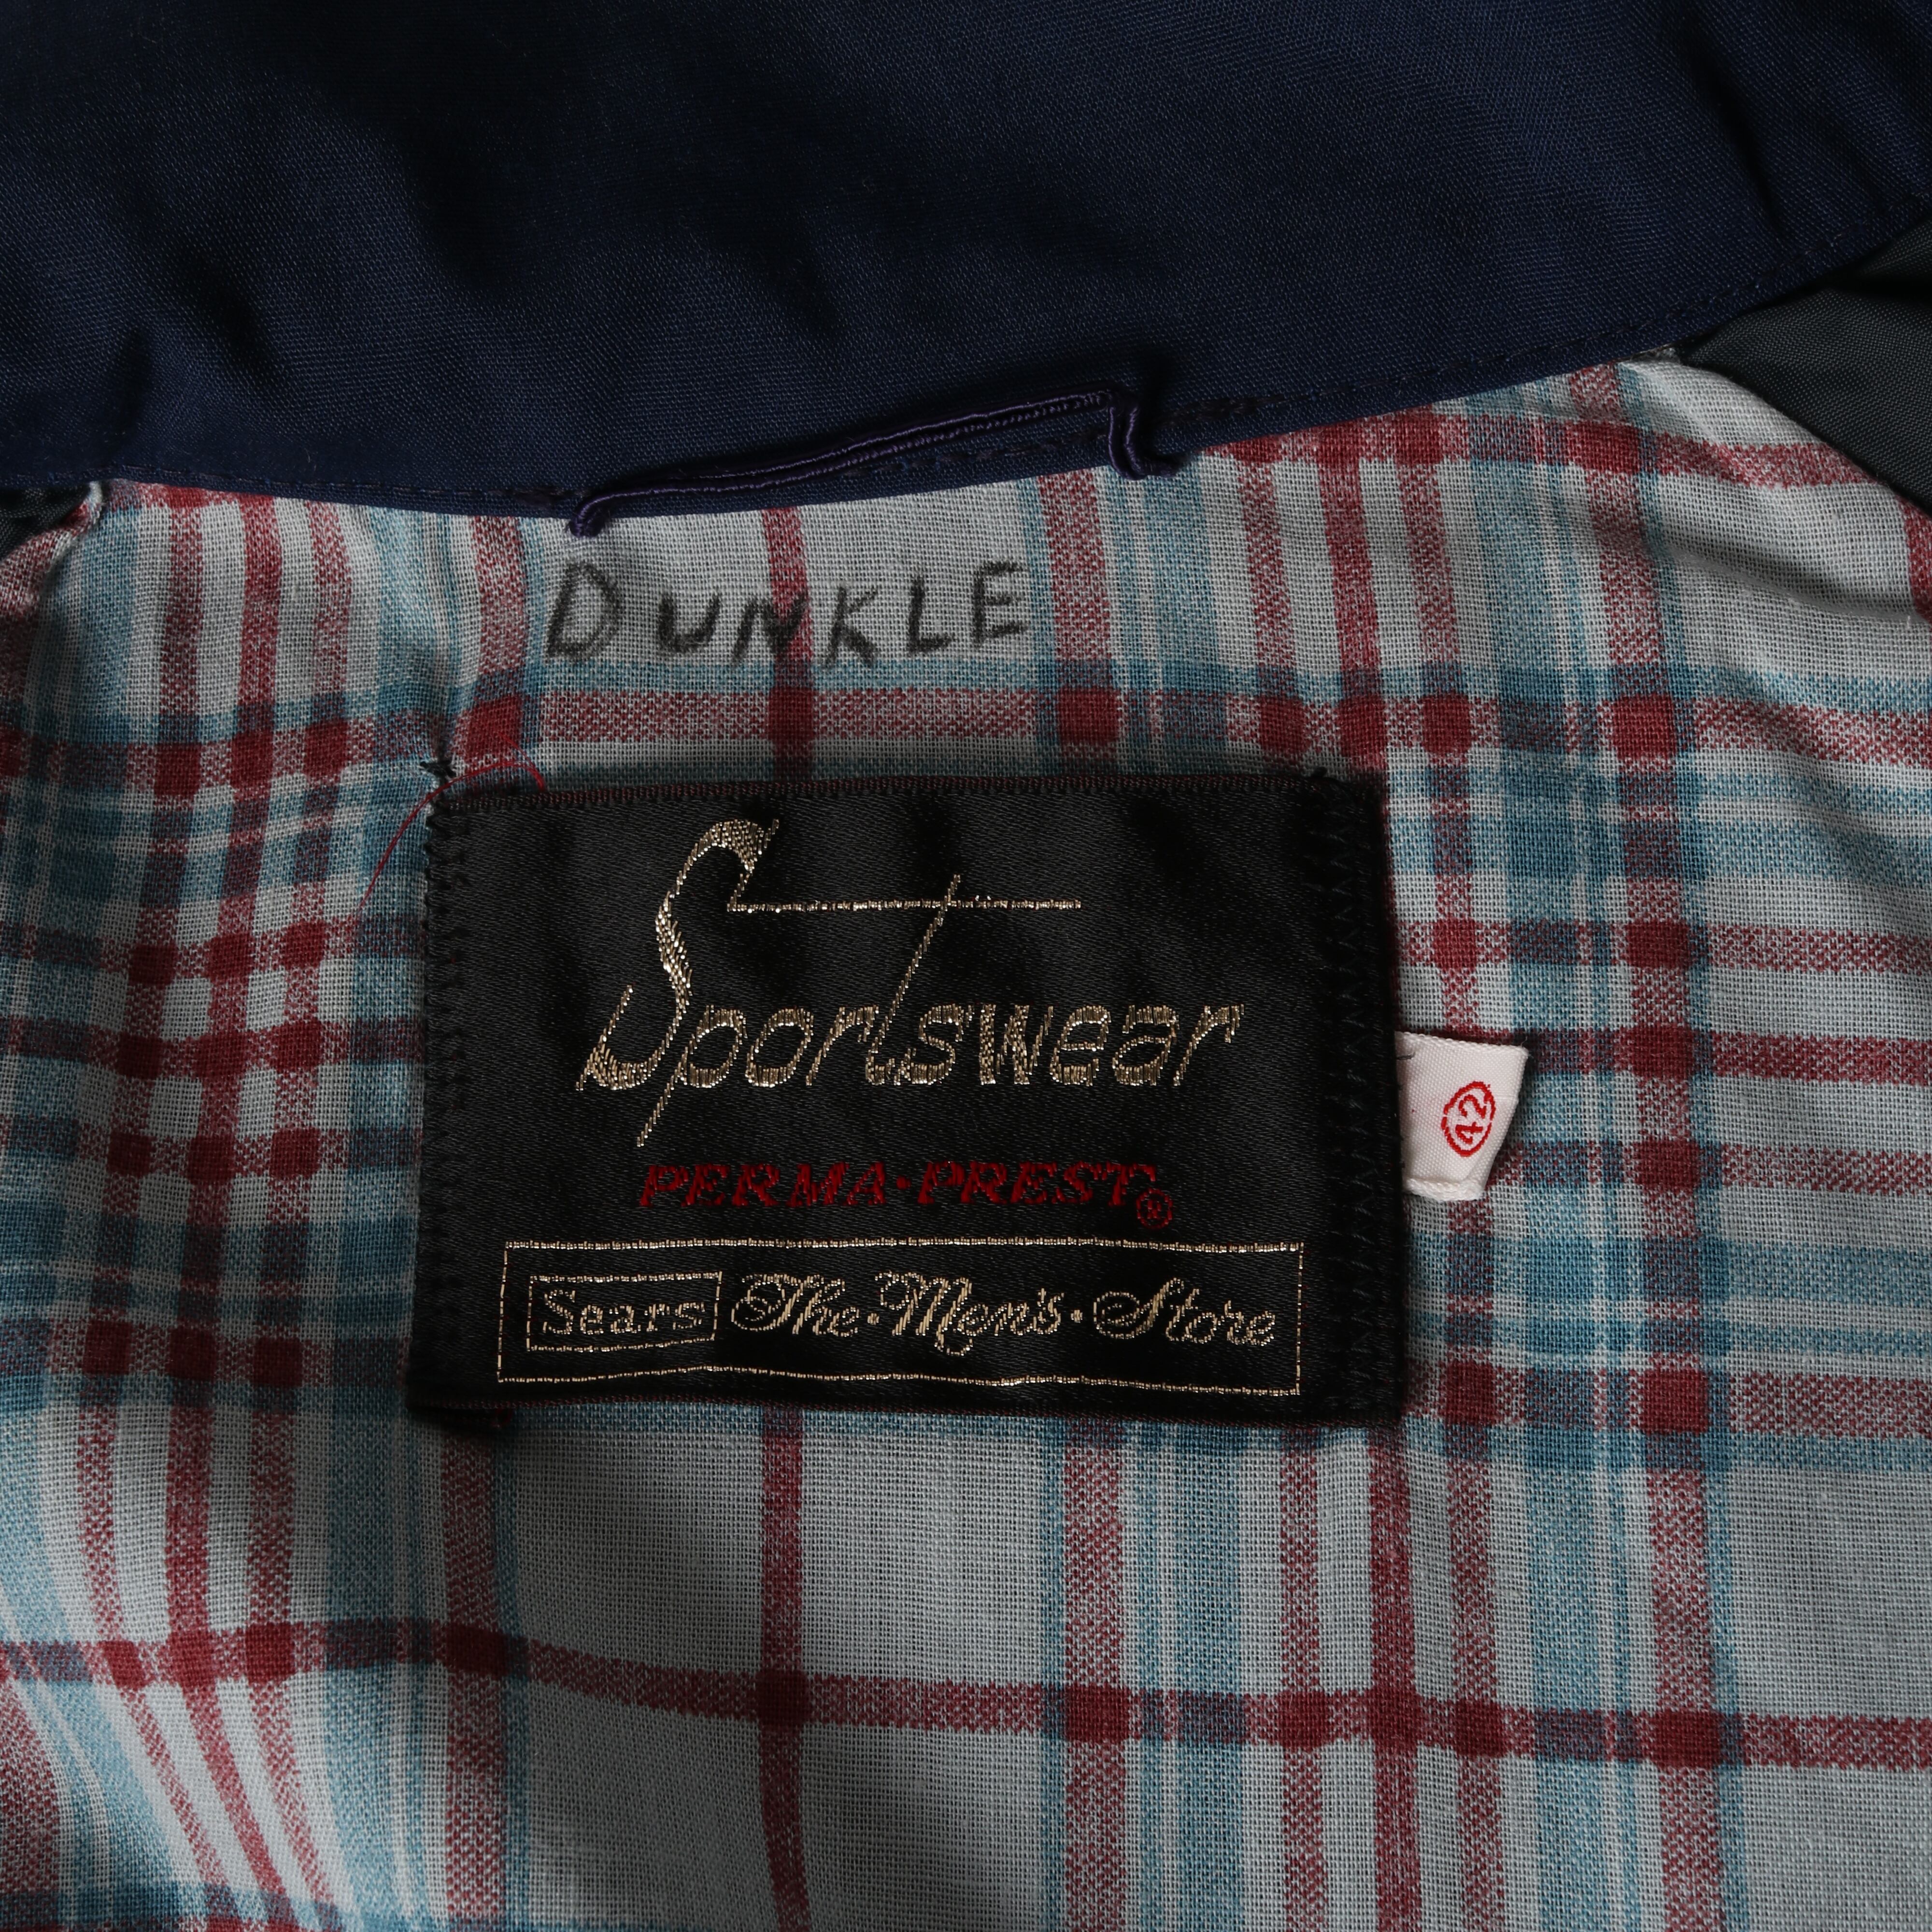 DUNKLE
Sportswear
PERMA·PREST®
42
Sears The·Men's·Store